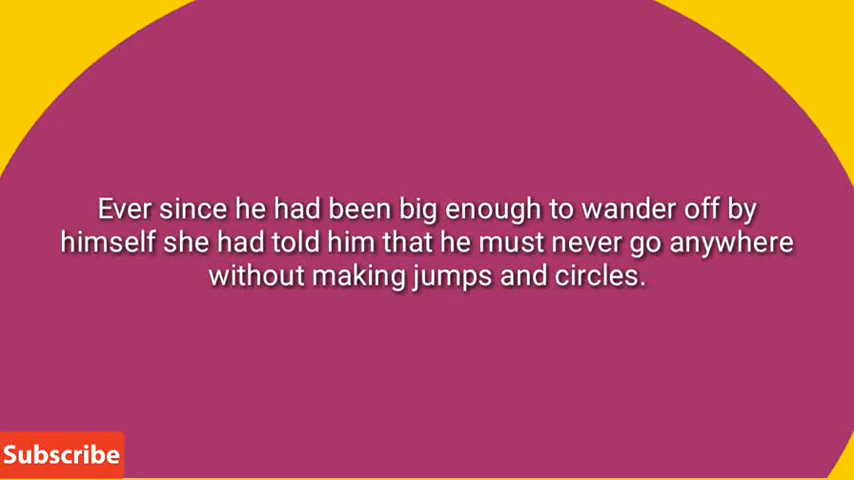 Ever since he had been big enough to wander off by
himself she had told him that he must never go anywhere
without making jumps and circles.
Subscribe